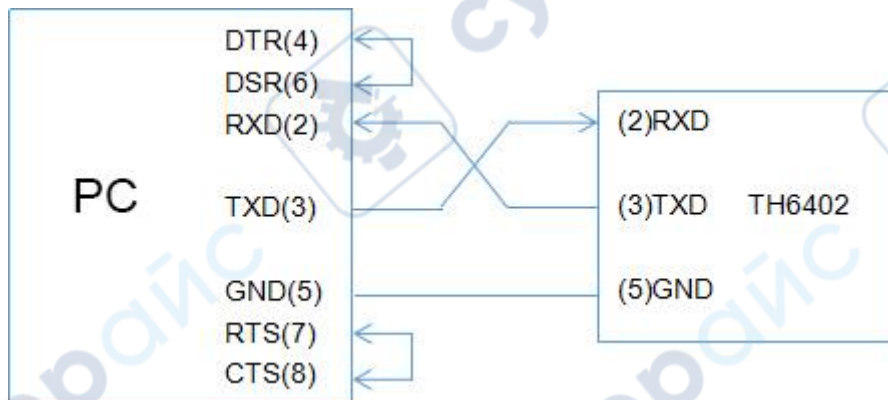 DTR(4)
DSR(6)
RXD(2)
(2)RXD
PC
TXD(3)
(3)TXD TH6402
GND(5)
(5)GND
RTS(7)
CTS(8)